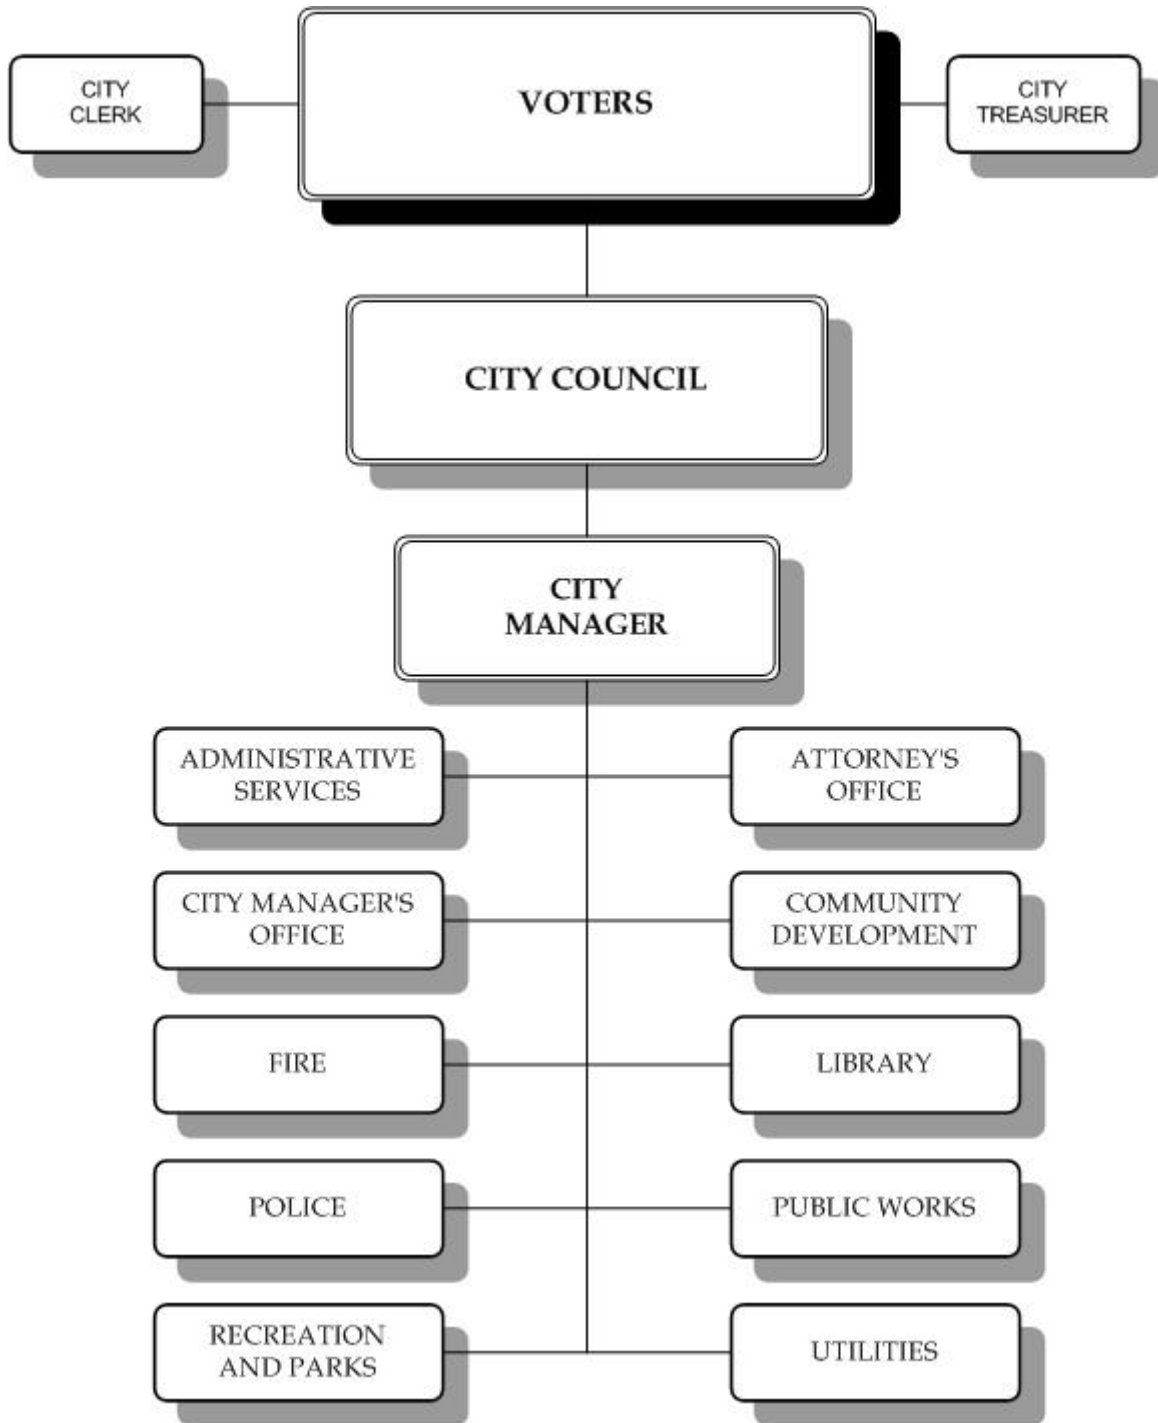 CITY
CLERK
VOTERS
CITY
TREASURER
CITY COUNCIL
CITY
MANAGER
ADMINISTRATIVE
SERVICES
ATTORNEY'S
OFFICE
CITY MANAGER'S
OFFICE
COMMUNITY
DEVELOPMENT
FIRE
LIBRARY
POLICE
PUBLIC WORKS
RECREATION
AND PARKS
UTILITIES